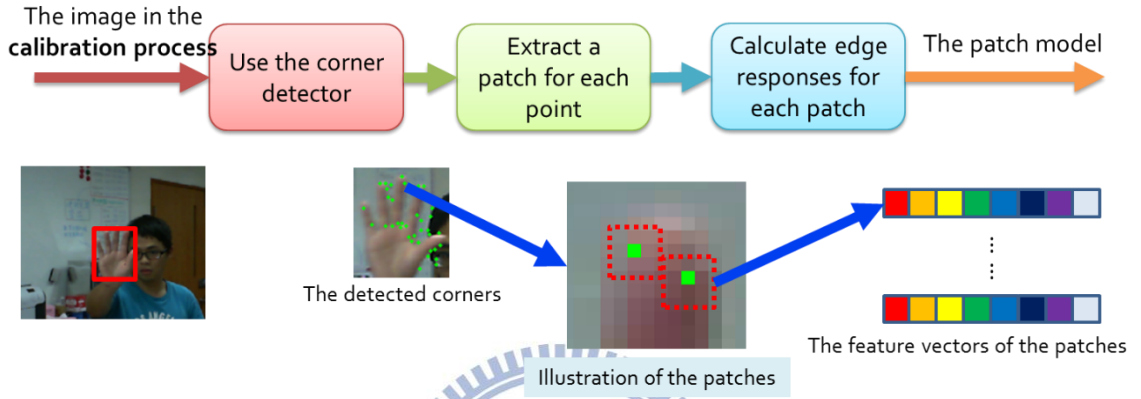 The image in the
calibration process
Use the corner
detector
Extract a
patch for each
point
Calculate edge
responses for
each patch
The patch model
The detected corners
Illustration of the patches
The feature vectors of the patches